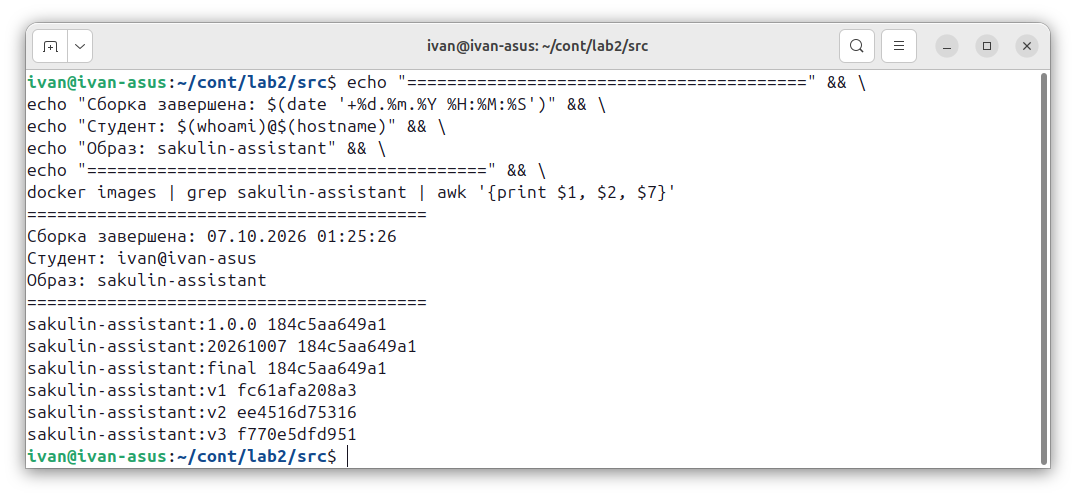 ivan@ivan-asus: ~/cont/lab2/src
ivan@ivan-asus:~/cont/lab2/src$ echo "========================================" && \
echo "Сборка завершена: $(date '+%d.%m.%Y %H:%M:%S')" && \
echo "Студент: $(whoami)@$(hostname)" && \
echo "Образ: sakulin-assistant" && \
echo "========================================" && \
docker images | grep sakulin-assistant | awk '{print $1, $2, $7}'
========================================
Сборка завершена: 07.10.2026 01:25:26
Студент: ivan@ivan-asus
Образ: sakulin-assistant
========================================
sakulin-assistant:1.0.0 184c5aa649a1
sakulin-assistant:20261007 184c5aa649a1
sakulin-assistant:final 184c5aa649a1
sakulin-assistant:v1 fc61afa208a3
sakulin-assistant:v2 ee4516d75316
sakulin-assistant:v3 f770e5dfd951
ivan@ivan-asus:~/cont/lab2/src$